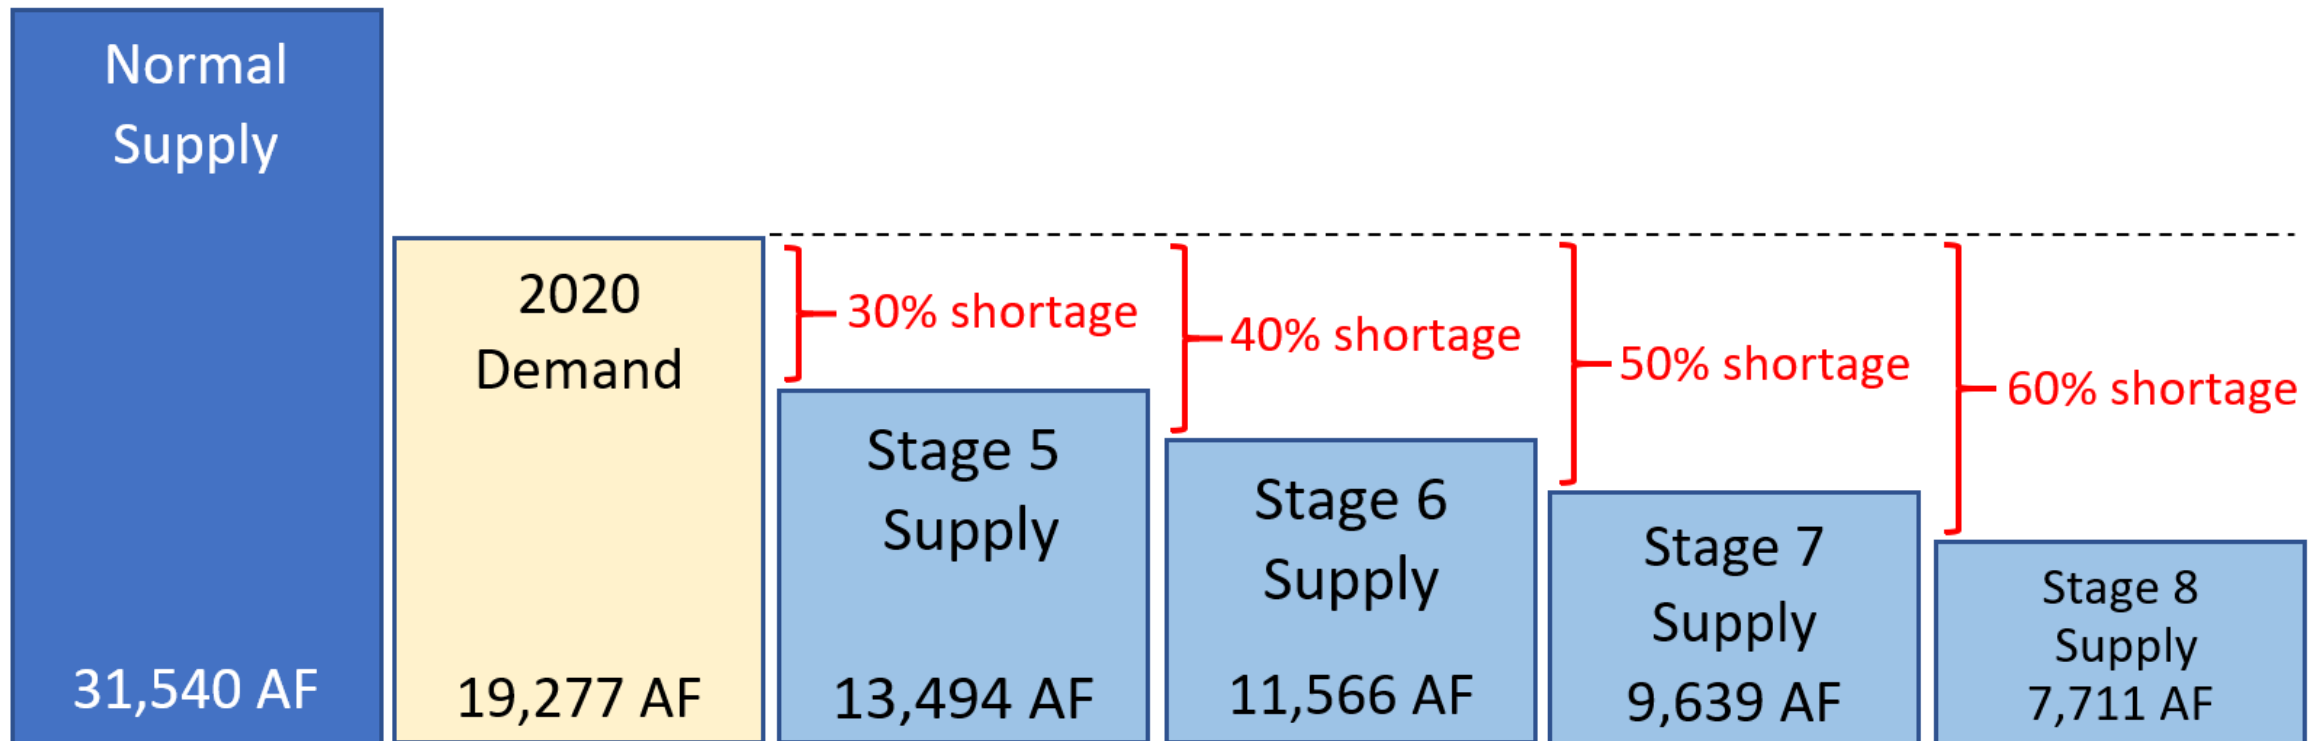 Normal
Supply
31,540 AF
2020
Demand
19,277 AF
30% shortage
Stage 5
Supply
13,494 AF
40% shortage
Stage 6
Supply
11,566 AF
50% shortage
Stage 7
Supply
9,639 AF
60% shortage
Stage 8
Supply
7,711 AF